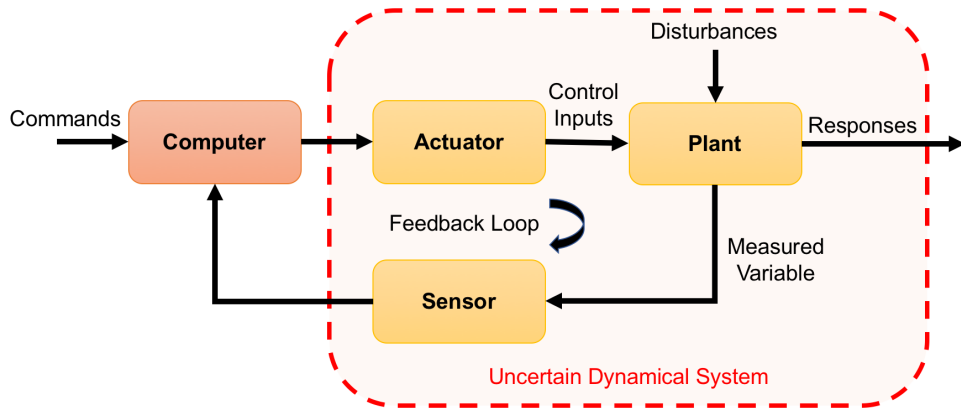 Disturbances
Commands
Computer
Actuator
Control
Inputs
Plant
Responses
Feedback Loop
Measured
Variable
Sensor
Uncertain Dynamical System